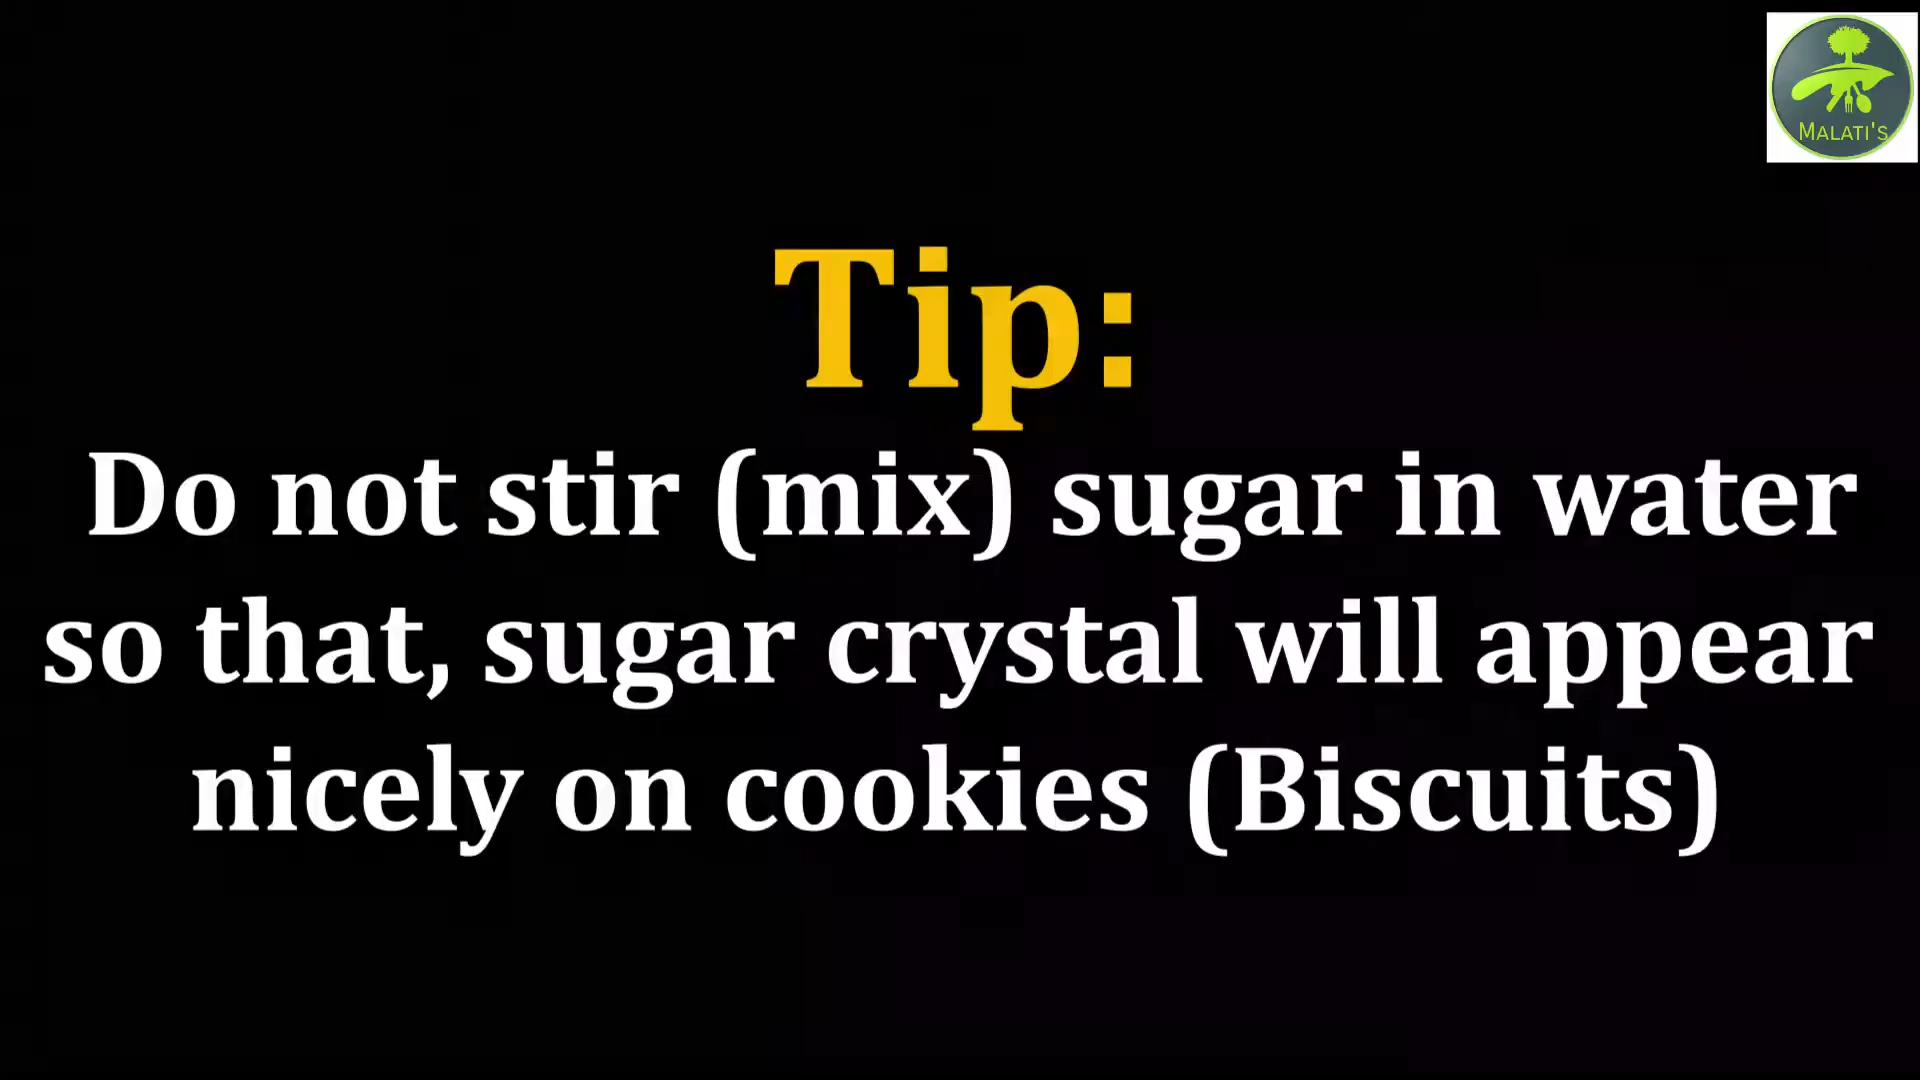 MALATI'S
Tip:
Do not stir (mix) sugar in water
so that, sugar crystal will appear
nicely on cookies (Biscuits)